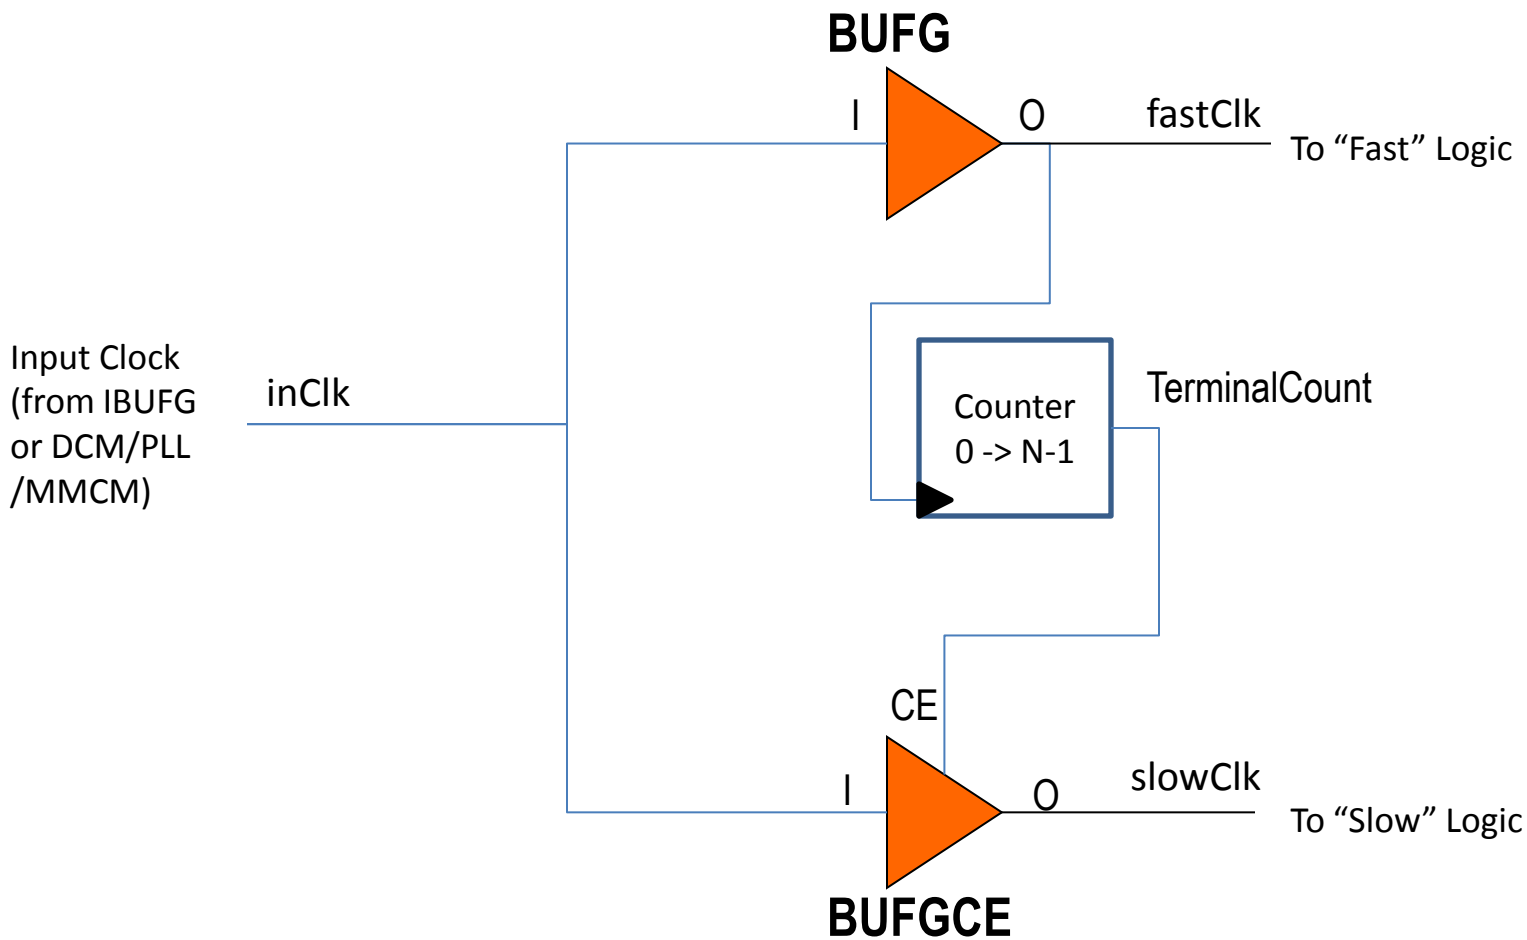 BUFG
I
O
fastClk
To “Fast” Logic
Input Clock
(from IBUFG
or DCM/PLL
/MMCM)
inClk
Counter
0 -> N-1
TerminalCount
CE
I
O
slowClk
To “Slow” Logic
BUFGCE